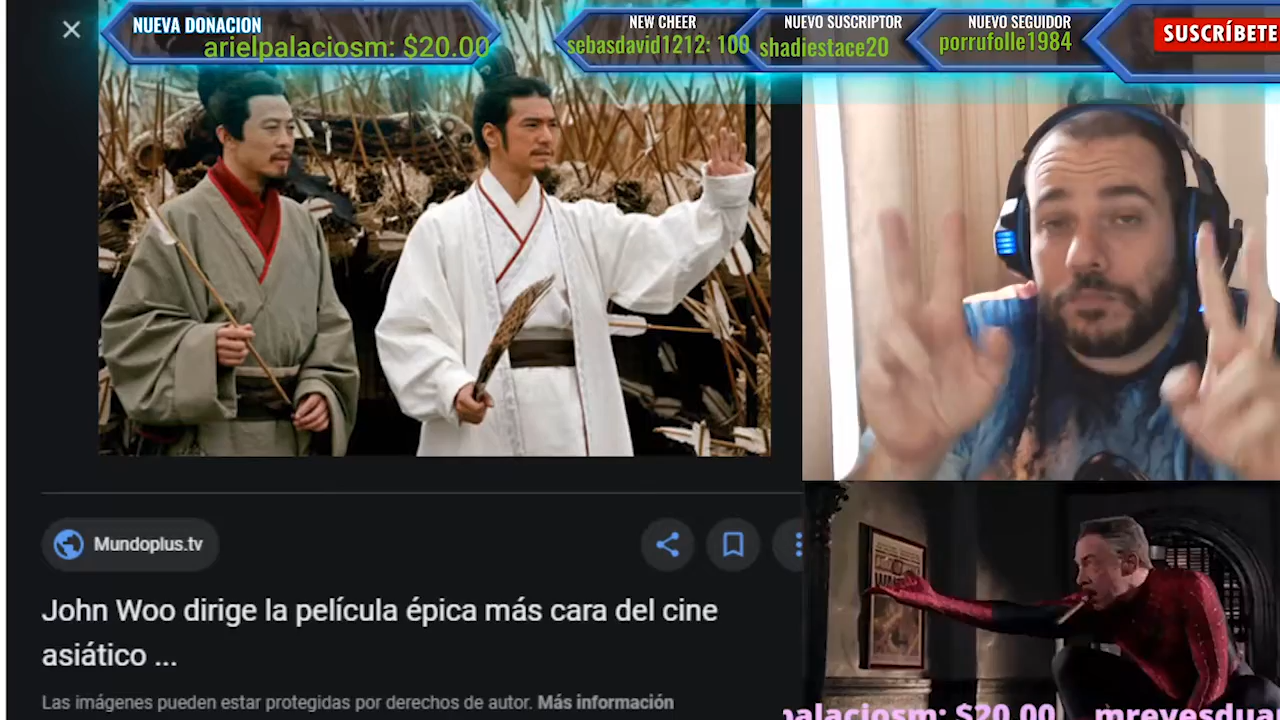 NUEVA DONACION
arielpalaciosm: $20.00
NEW CHEER
sebasdavid1212: 100
NUEVO SUSCRIPTOR
shadiestace20
NUEVO SEGUIDOR
porrufolle1984
SUSCRÍBETE
Mundoplus.tv
John Woo dirige la película épica más cara del cine
asiático ...
Las imágenes pueden estar protegidas por derechos de autor. Más información
palaciosm: $20.00 mreyesdua